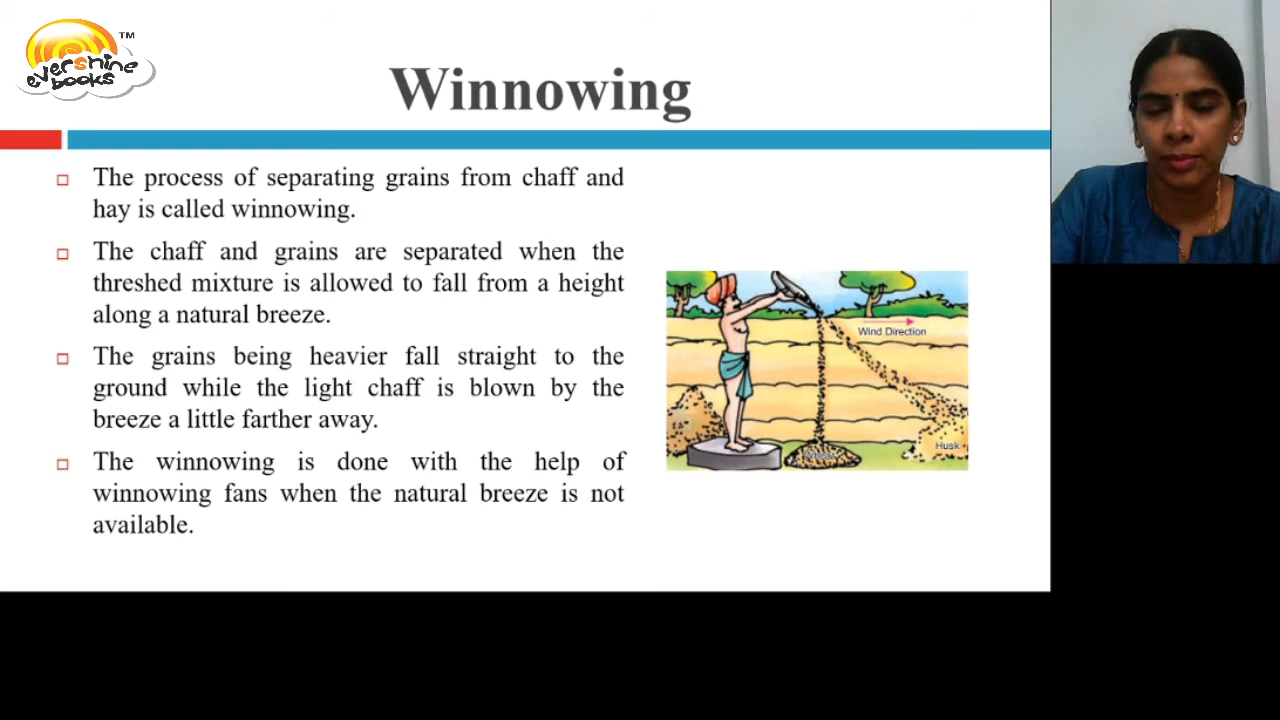 TM
evershine
books
Winnowing
The process of separating grains from chaff and
hay is called winnowing.
The chaff and grains are separated when the
threshed mixture is allowed to fall from a height
along a natural breeze.
The grains being heavier fall straight to the
ground while the light chaff is blown by the
breeze a little farther away.
The winnowing is done with the help of
winnowing fans when the natural breeze is not
available.
Wind Direction
Husk